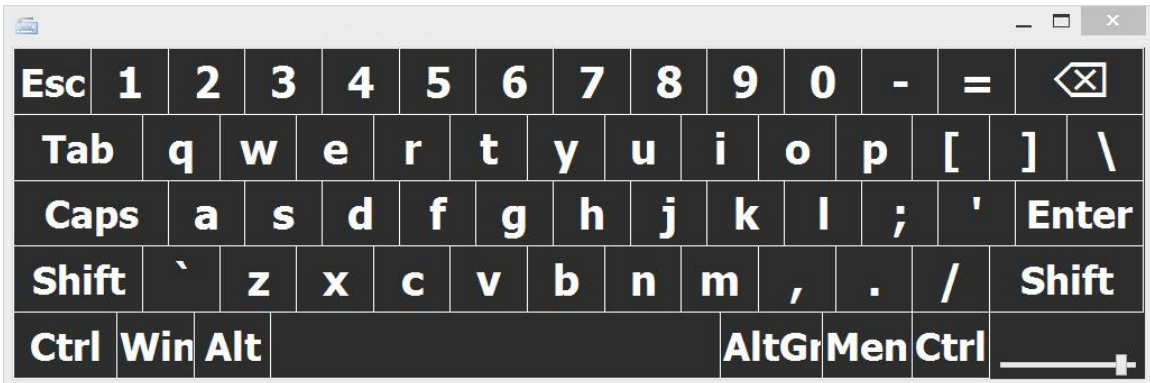 Esc 1 2 3 4 5 6 7 8 9 0 - =
Tab q w e r t y u i o p [ ] \
Caps a s d f g h j k l ; ' Enter
Shift ` z x c v b n m , . / Shift
Ctrl Win Alt AltGr Men Ctrl